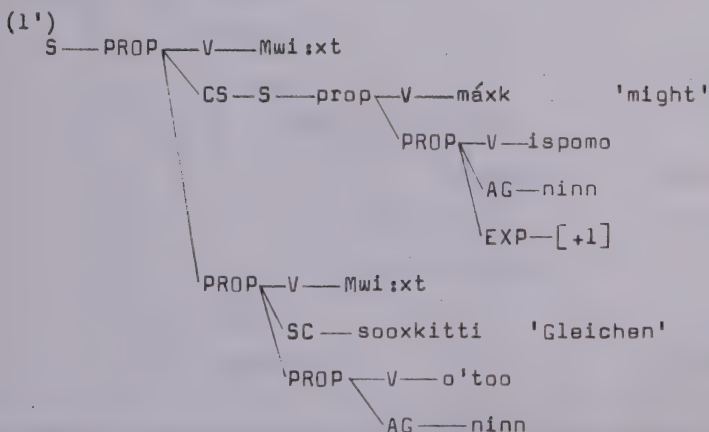 (1')
S PROP V Mwi:xt
CS S prop V máxk 'might'
PROP V ispomo
AG ninn
EXP [+1]
PROP V Mwi:xt
SC sooxkitti 'Gleichen'
PROP V o'too
AG ninn